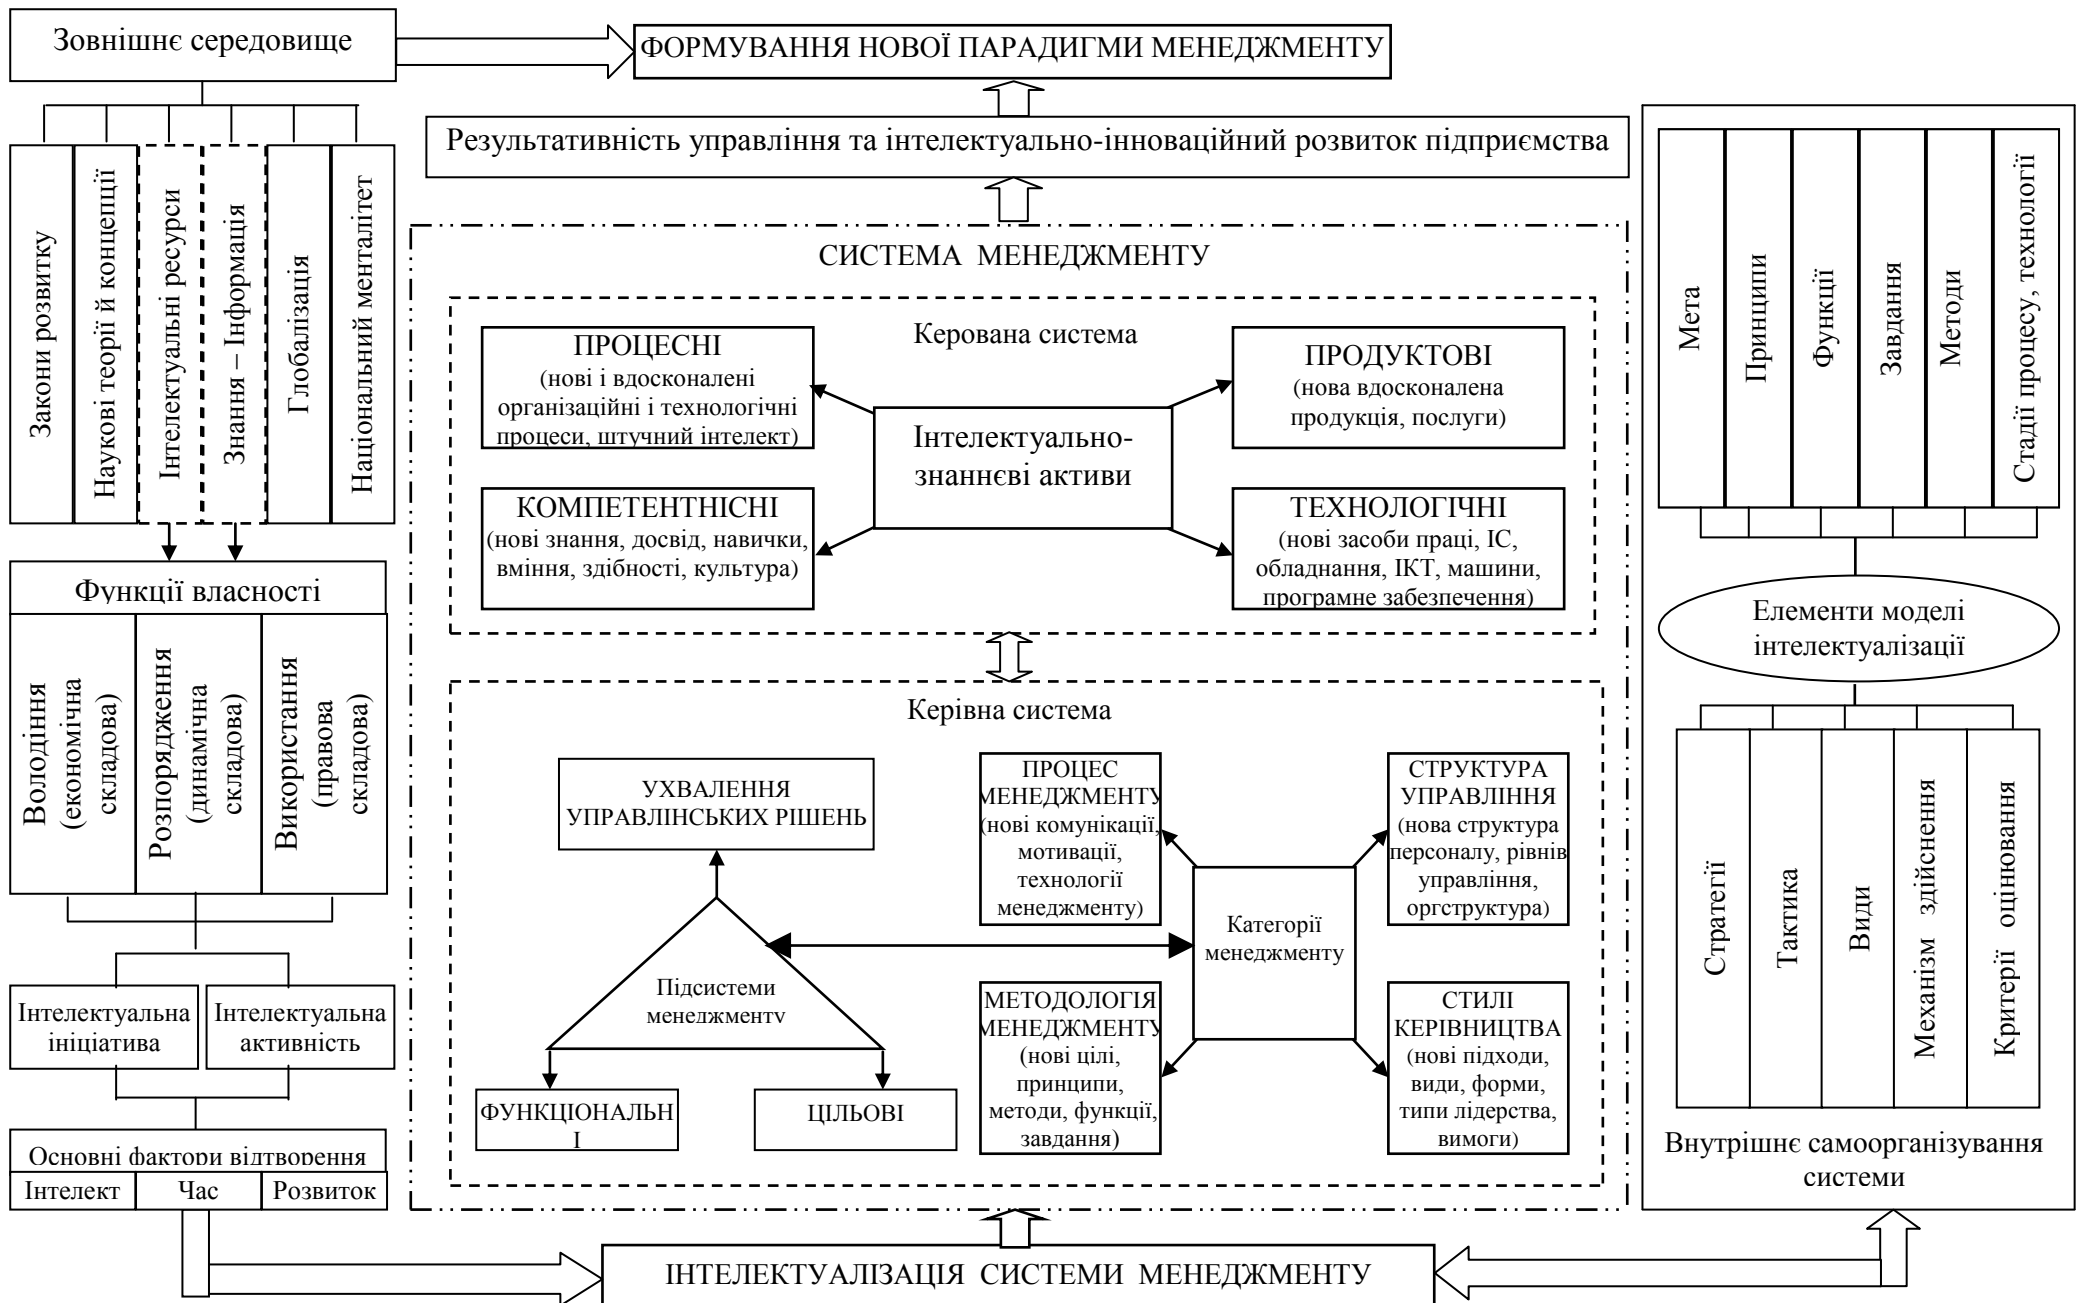 Зовнішнє середовище
ФОРМУВАННЯ НОВОЇ ПАРАДИГМИ МЕНЕДЖМЕНТУ
Результативність управління та інтелектуально-інноваційний розвиток підприємства
Закони розвитку
Наукові теорії й концепції
Інтелектуальні ресурси
Знання – Інформація
Глобалізація
Національний менталітет
Функції власності
Володіння
(економічна
складова)
Розпорядження
(динамічна
складова)
Використання
(правова
складова)
Інтелектуальна
ініціатива
Інтелектуальна
активність
Основні фактори відтворення
Інтелект
Час
Розвиток
СИСТЕМА МЕНЕДЖМЕНТУ
Керована система
ПРОЦЕСНІ
(нові і вдосконалені
організаційні і технологічні
процеси, штучний інтелект)
ПРОДУКТОВІ
(нова вдосконалена
продукція, послуги)
Інтелектуально-
знаннєві активи
КОМПЕТЕНТНІСНІ
(нові знання, досвід, навички,
вміння, здібності, культура)
ТЕХНОЛОГІЧНІ
(нові засоби праці, ІС,
обладнання, ІКТ, машини,
програмне забезпечення)
Керівна система
УХВАЛЕННЯ
УПРАВЛІНСЬКИХ РІШЕНЬ
Підсистеми
менеджменту
ФУНКЦІОНАЛЬН
І
ЦІЛЬОВІ
ПРОЦЕС
МЕНЕДЖМЕНТУ
(нові комунікації,
мотивації,
технології
менеджменту)
СТРУКТУРА
УПРАВЛІННЯ
(нова структура
персоналу, рівнів
управління,
оргструктура)
Категорії
менеджменту
МЕТОДОЛОГІЯ
МЕНЕДЖМЕНТУ
(нові цілі,
принципи,
методи, функції,
завдання)
СТИЛІ
КЕРІВНИЦТВА
(нові підходи,
види, форми,
типи лідерства,
вимоги)
Мета
Принципи
Функції
Завдання
Методи
Стадії процесу, технології
Елементи моделі
інтелектуалізації
Стратегії
Тактика
Види
Механізм здійснення
Критерії оцінювання
Внутрішнє самоорганізування
системи
ІНТЕЛЕКТУАЛІЗАЦІЯ СИСТЕМИ МЕНЕДЖМЕНТУ